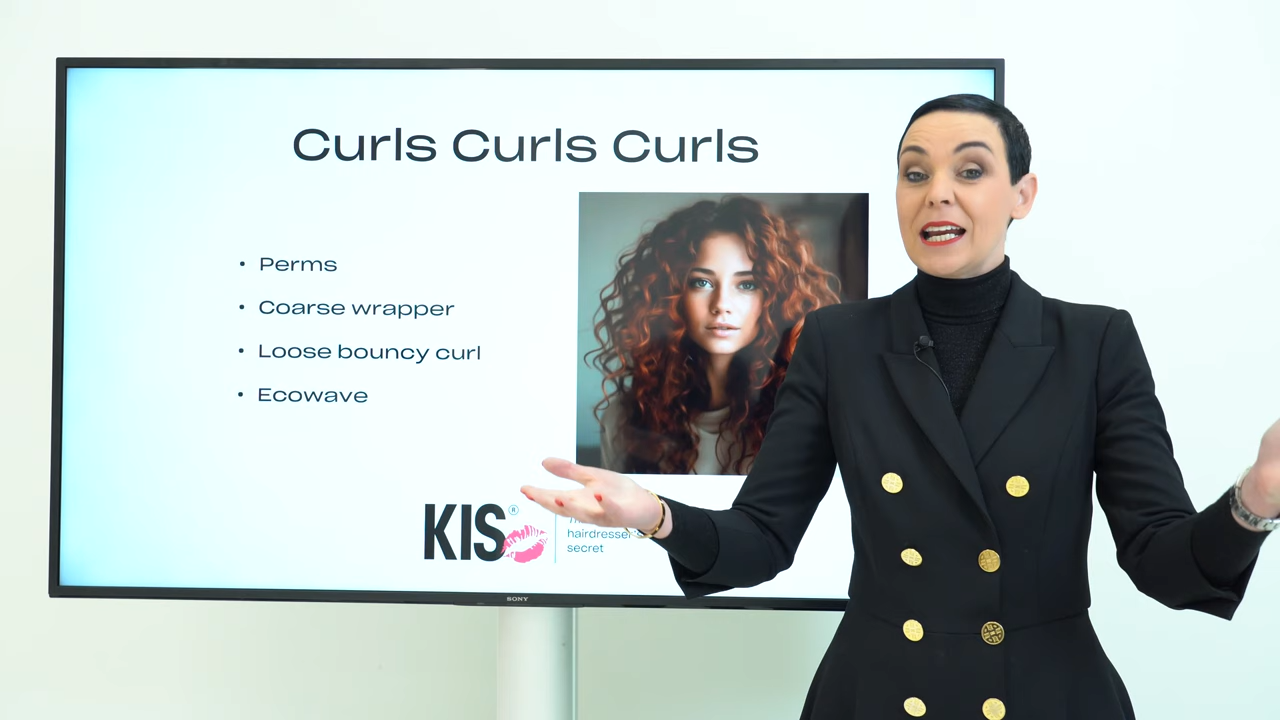 Curls Curls Curls
• Perms
• Coarse wrapper
• Loose bouncy curl
• Ecowave
KIS®
hairdresser's
secret
SONY